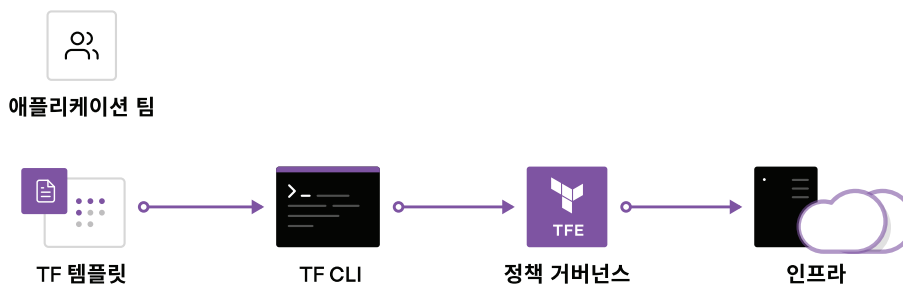 애플리케이션 팀
TFE
TF 템플릿
TF CLI
정책 거버넌스
인프라